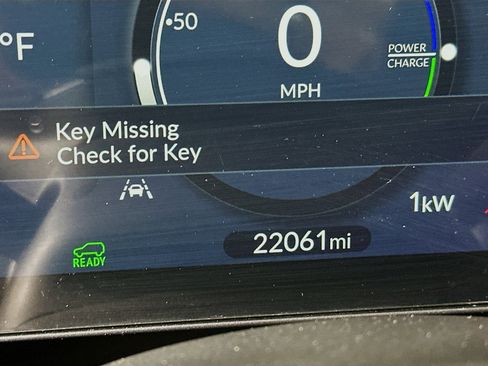 •50
0
°F
POWER
CHARGE
MPH
Key Missing
Check for Key
1kW
22061mi
READY